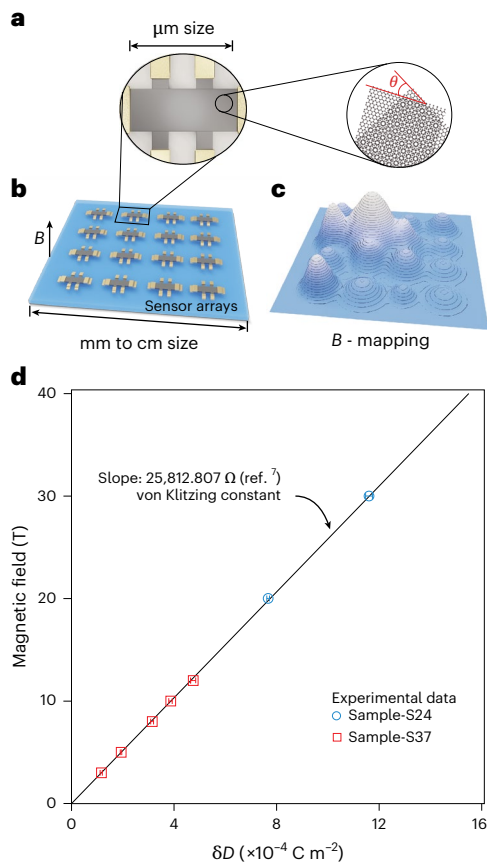 a
μm size
θ
b
c
B
Sensor arrays
mm to cm size
B - mapping
d
40
30
20
10
0
Magnetic field (T)
Slope: 25,812.807 Ω (ref. ⁷)
von Klitzing constant
Experimental data
Sample-S24
Sample-S37
0
4
8
12
16
δD (×10⁻⁴ C m⁻²)